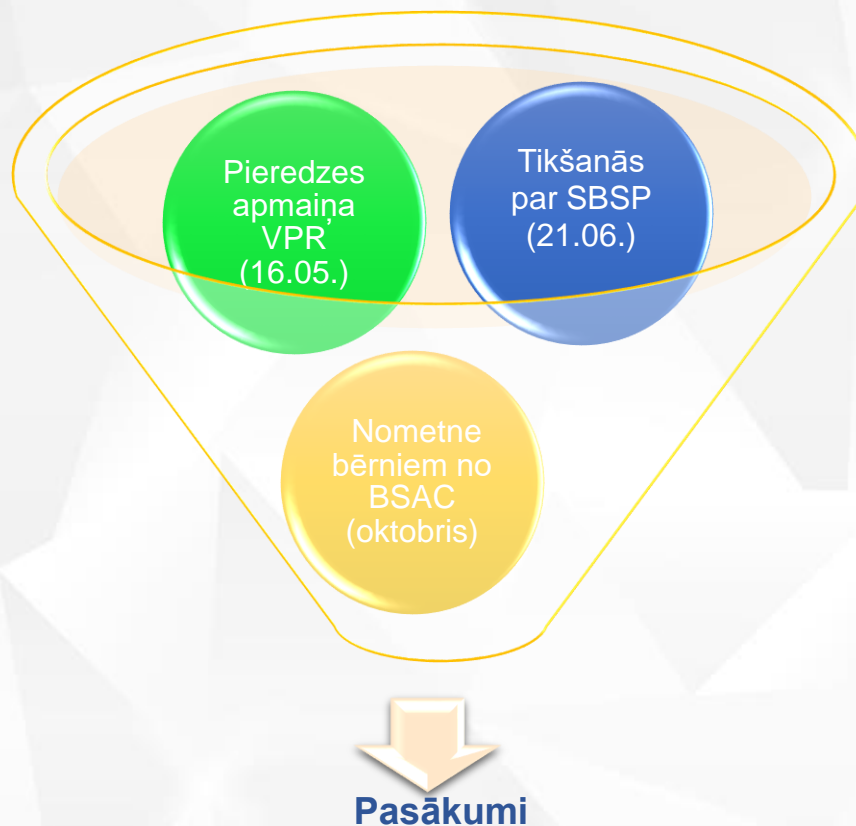 Pieredzes
apmaiņa
VPR
(16.05.)
Tikšanās
par SBSP
(21.06.)
Nometne
bērniem no
BSAC
(oktobris)
Pasākumi